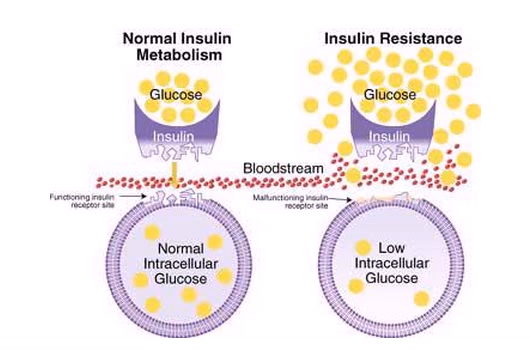 Normal Insulin
Metabolism
Glucose
Insulin
Functioning insulin
receptor site
Normal
Intracellular
Glucose
Bloodstream
Insulin Resistance
Glucose
Insulin
Malfunctioning insulin
receptor site
Low
Intracellular
Glucose